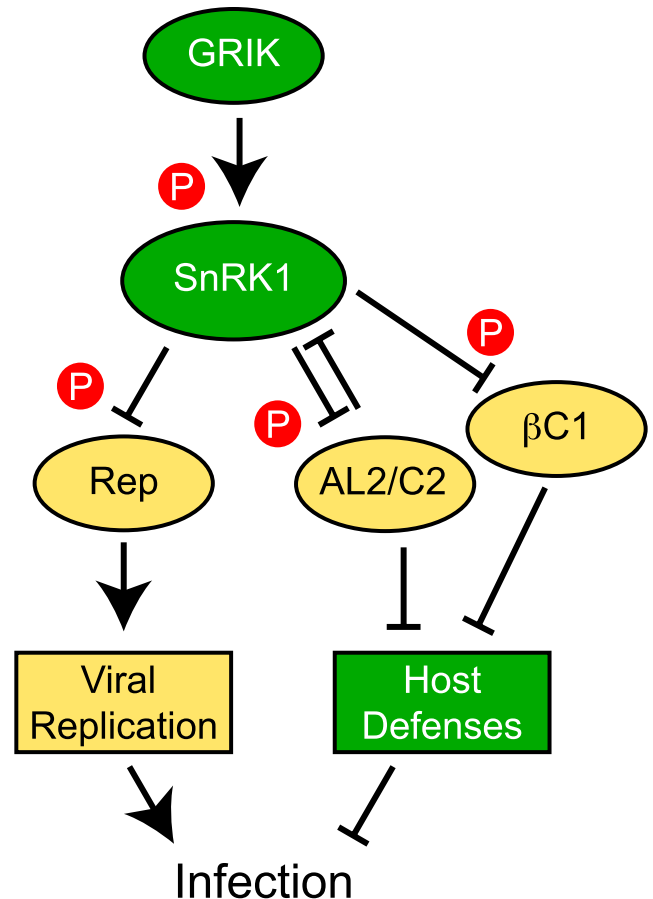 GRIK
P
SnRK1
P
P
P
βC1
Rep
AL2/C2
Viral
Replication
Host
Defenses
Infection